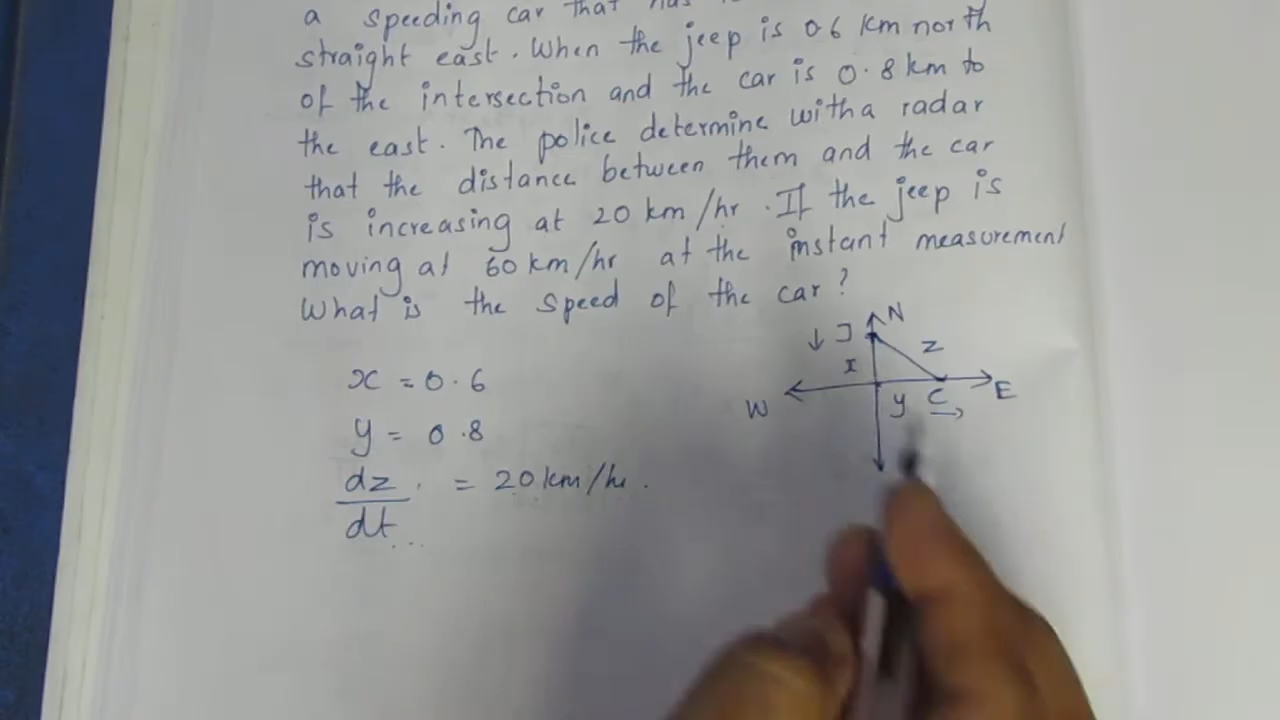 a speeding car that has
straight east. When the jeep is 0.6 km north
of the intersection and the car is 0.8 km to
the east. The police determine with a radar
that the distance between them and the car
is increasing at 20 km/hr. If the jeep is
moving at 60 km/hr at the instant measurement
What is the speed of the car?
N
↓ J
z
x
x = 0.6
W
y
C
→
E
y = 0.8
dz/dt = 20 km/hr.